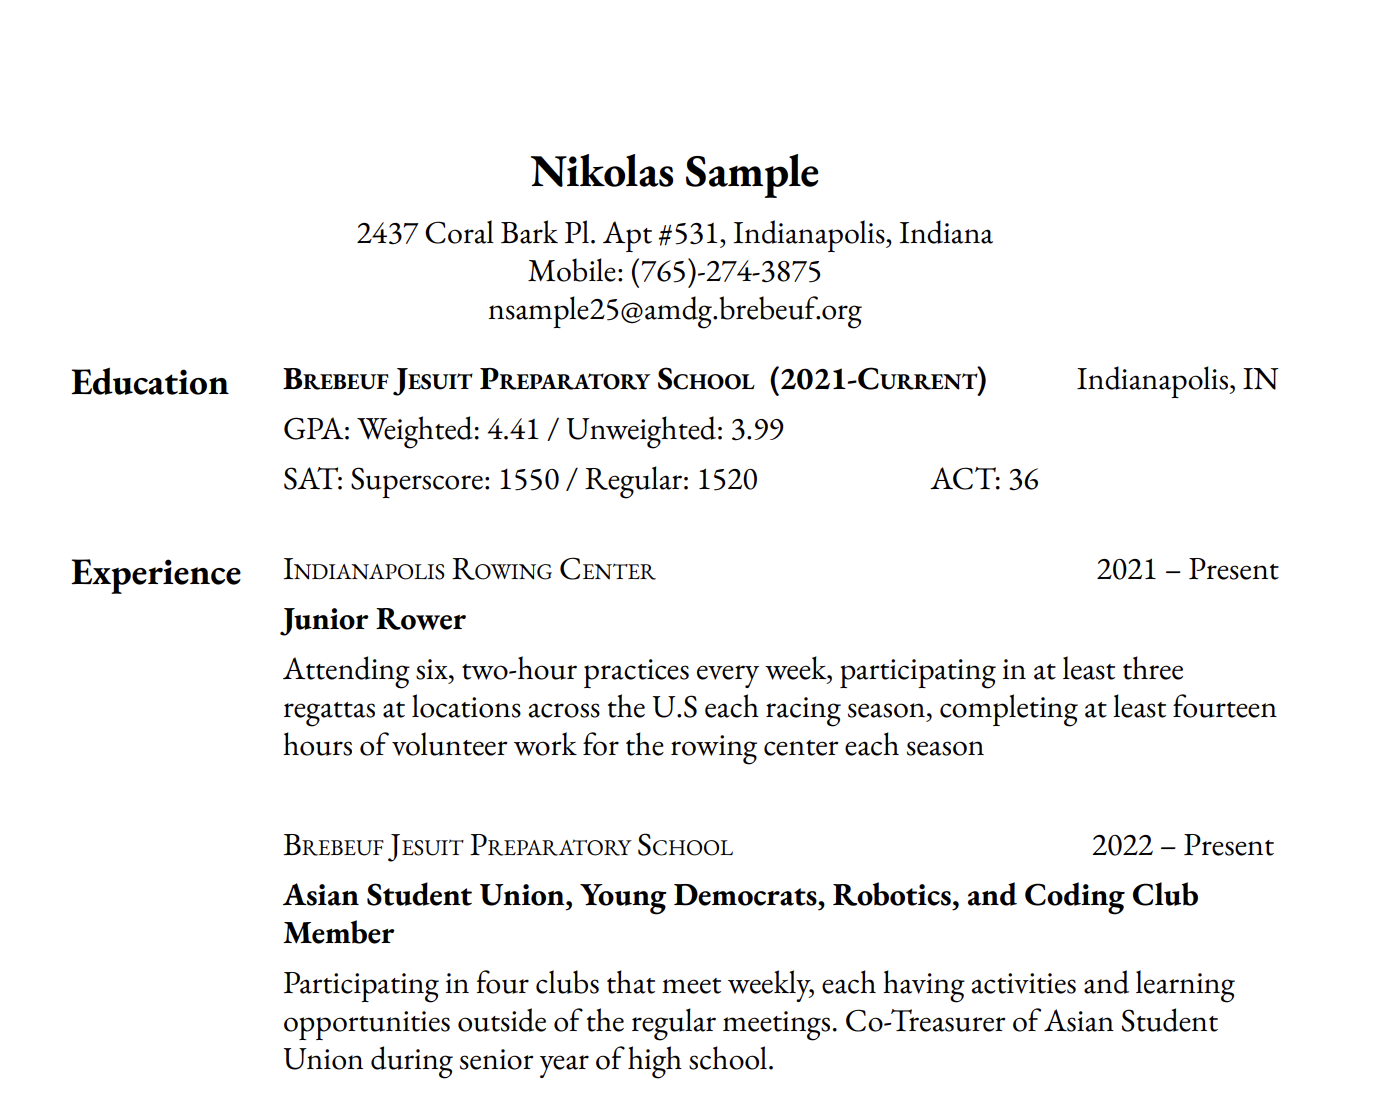 Nikolas Sample
2437 Coral Bark Pl. Apt #531, Indianapolis, Indiana
Mobile: (765)-274-3875
nsample25@amdg.brebeuf.org
Education Brebeuf Jesuit Preparatory School (2021-Current) Indianapolis, IN
GPA: Weighted: 4.41 / Unweighted: 3.99
SAT: Superscore: 1550 / Regular: 1520 ACT: 36
Experience Indianapolis Rowing Center 2021 – Present
Junior Rower
Attending six, two-hour practices every week, participating in at least three
regattas at locations across the U.S each racing season, completing at least fourteen
hours of volunteer work for the rowing center each season
Brebeuf Jesuit Preparatory School 2022 – Present
Asian Student Union, Young Democrats, Robotics, and Coding Club
Member
Participating in four clubs that meet weekly, each having activities and learning
opportunities outside of the regular meetings. Co-Treasurer of Asian Student
Union during senior year of high school.